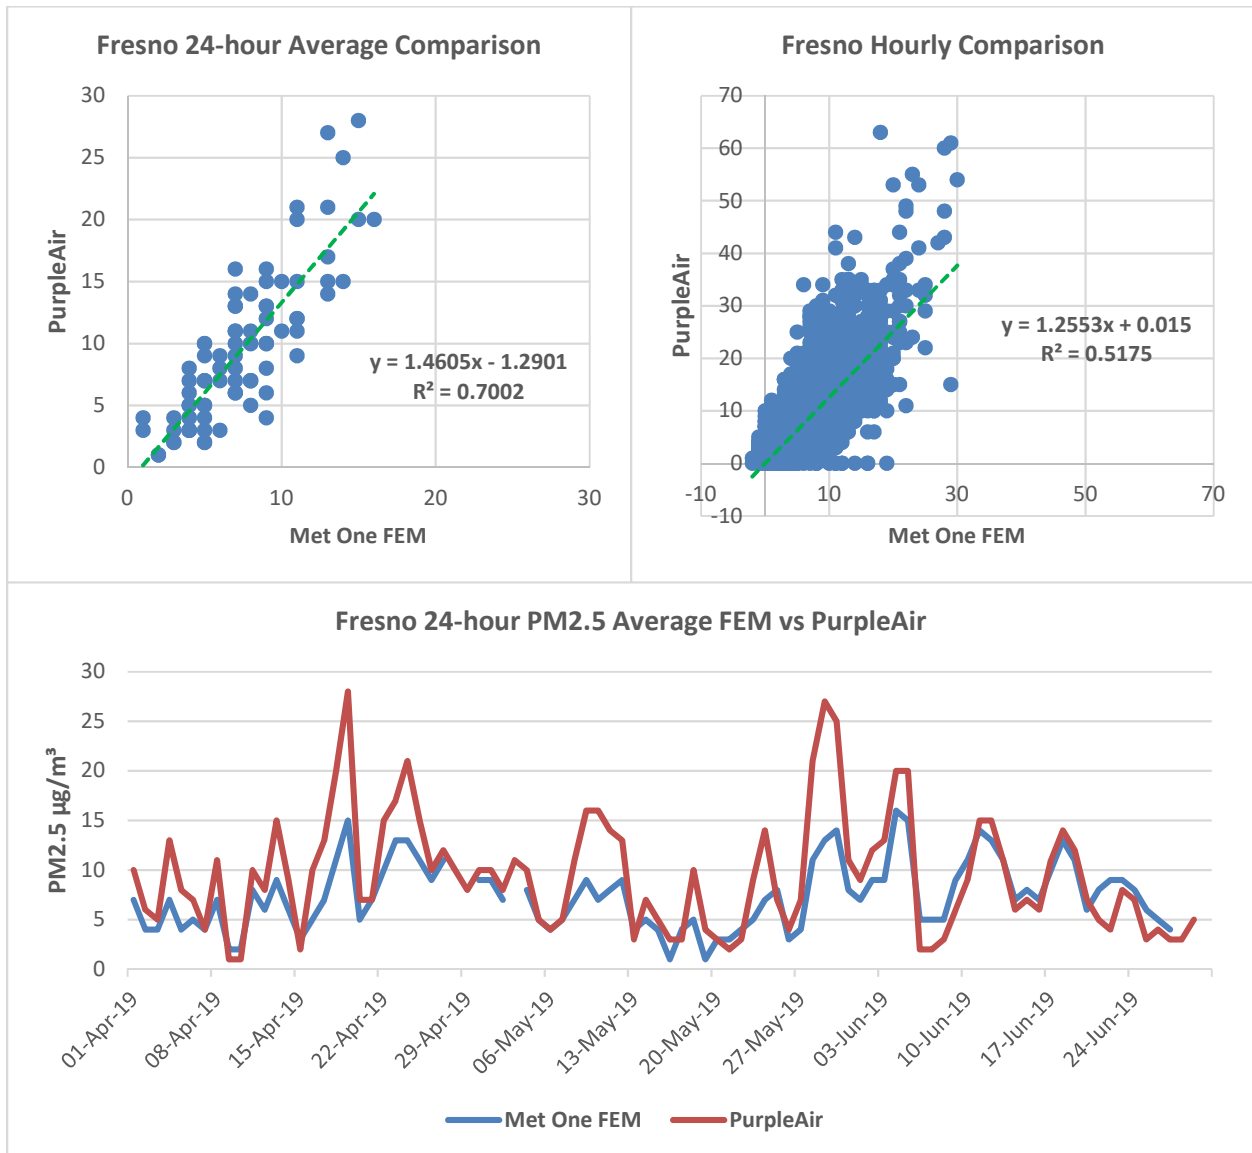 Fresno 24-hour Average Comparison
PurpleAir
30
25
20
15
10
5
0
0 10 20 30
y = 1.4605x - 1.2901
R² = 0.7002
Met One FEM
Fresno Hourly Comparison
PurpleAir
70
60
50
40
30
20
10
0
-10
-10 10 30 50 70
y = 1.2553x + 0.015
R² = 0.5175
Met One FEM
Fresno 24-hour PM2.5 Average FEM vs PurpleAir
PM2.5 µg/m³
30
25
20
15
10
5
0
01-Apr-19
08-Apr-19
15-Apr-19
22-Apr-19
29-Apr-19
06-May-19
13-May-19
20-May-19
27-May-19
03-Jun-19
10-Jun-19
17-Jun-19
24-Jun-19
Met One FEM
PurpleAir